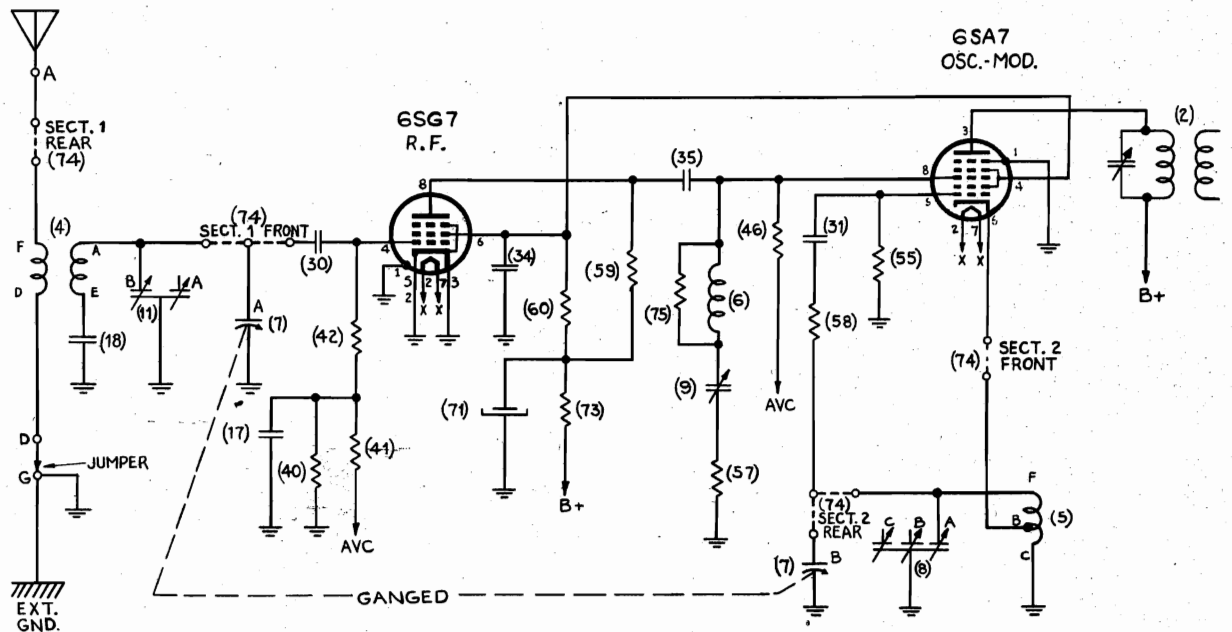 6SA7
OSC.-MOD.
A
6SG7
R.F.
SECT. 1
REAR
(74)
3
(2)
1
8
4
5
(35)
8
(74)
SECT. 1 FRONT
F
(4)
A
D
E
4
6
(30)
(34)
1
5
2
2
7
3
X
X
(59)
(46)
(31)
(55)
2
7
6
X
X
B+
B
A
(11)
A
(7)
(18)
(42)
(60)
(75)
(6)
(58)
(74)
SECT. 2
FRONT
(9)
AVC
(17)
(40)
(41)
(71)
(73)
(57)
D
JUMPER
G
AVC
B+
(74)
SECT. 2
REAR
C
B
A
(8)
F
B
C
(5)
(7)
B
GANGED
EXT.
GND.